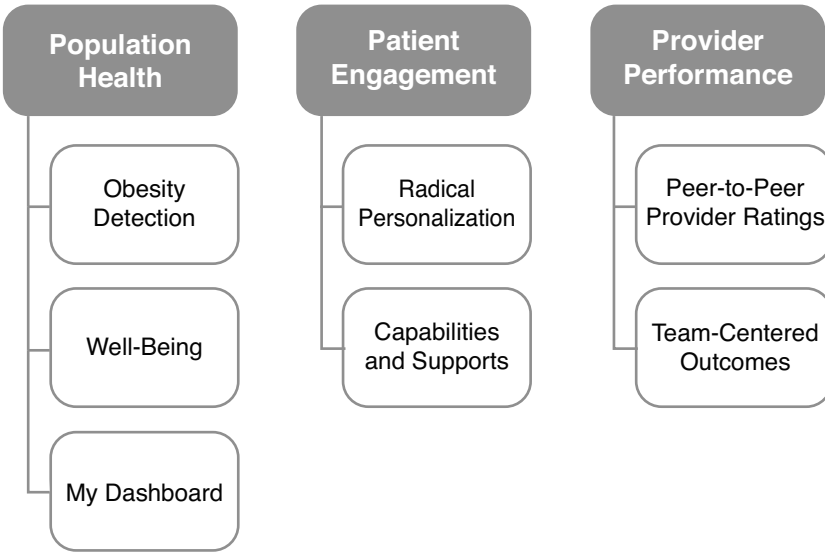 Population
Health
Obesity
Detection
Well-Being
My Dashboard
Patient
Engagement
Radical
Personalization
Capabilities
and Supports
Provider
Performance
Peer-to-Peer
Provider Ratings
Team-Centered
Outcomes